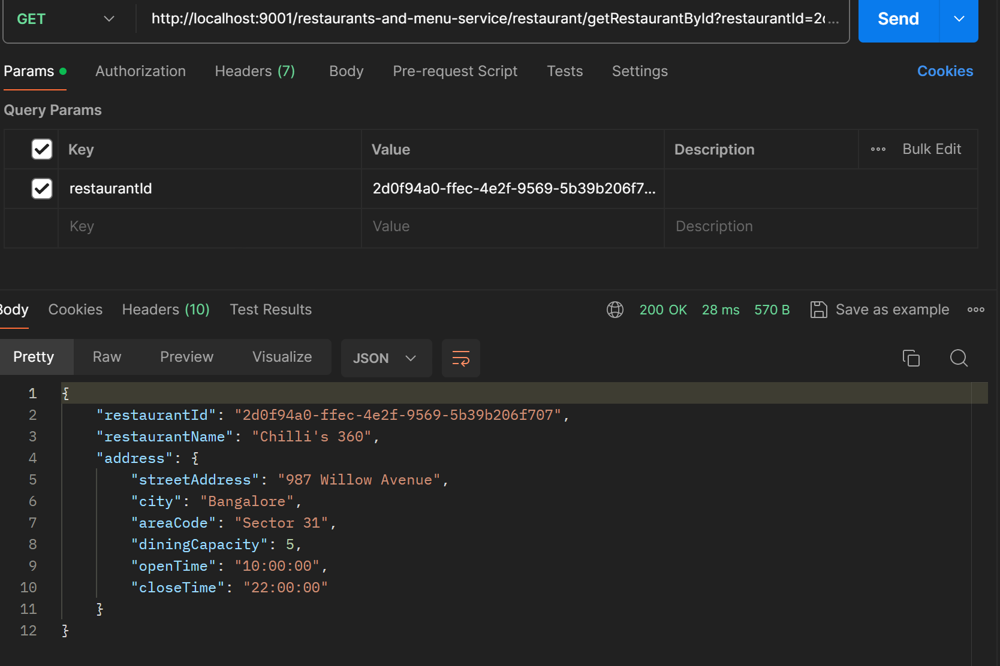 GET http://localhost:9001/restaurants-and-menu-service/restaurant/getRestaurantById?restaurantId=2... Send
Params Authorization Headers (7) Body Pre-request Script Tests Settings Cookies
Query Params
Key Value Description ooo Bulk Edit
restaurantId 2d0f94a0-ffec-4e2f-9569-5b39b206f7...
Key Value Description
Body Cookies Headers (10) Test Results 200 OK 28 ms 570 B Save as example ooo
Pretty Raw Preview Visualize JSON
1 {
2 "restaurantId": "2d0f94a0-ffec-4e2f-9569-5b39b206f707",
3 "restaurantName": "Chilli's 360",
4 "address": {
5 "streetAddress": "987 Willow Avenue",
6 "city": "Bangalore",
7 "areaCode": "Sector 31",
8 "diningCapacity": 5,
9 "openTime": "10:00:00",
10 "closeTime": "22:00:00"
11 }
12 }